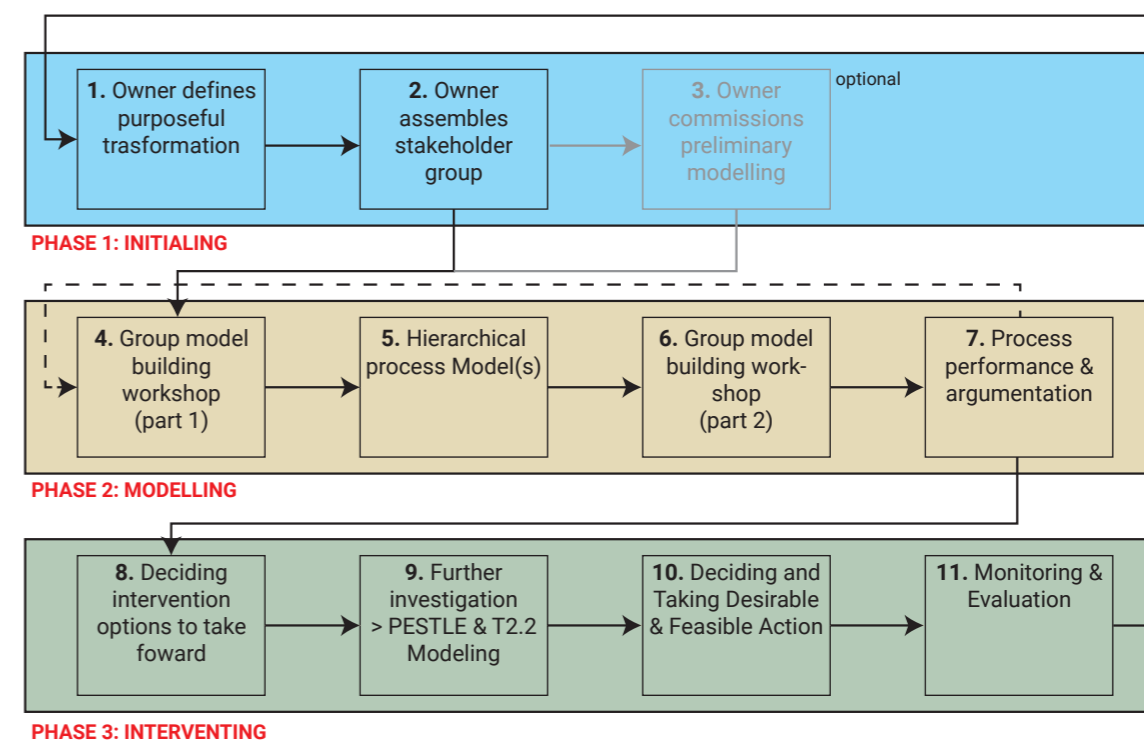 1. Owner defines
purposeful
trasformation
2. Owner
assembles
stakeholder
group
3. Owner
commissions
preliminary
modelling
optional
PHASE 1: INITIALING
4. Group model
building
workshop
(part 1)
5. Hierarchical
process Model(s)
6. Group model
building work-
shop
(part 2)
7. Process
performance &
argumentation
PHASE 2: MODELLING
8. Deciding
intervention
options to take
foward
9. Further
investigation
> PESTLE & T2.2
Modeling
10. Deciding and
Taking Desirable
& Feasible Action
11. Monitoring &
Evaluation
PHASE 3: INTERVENTING